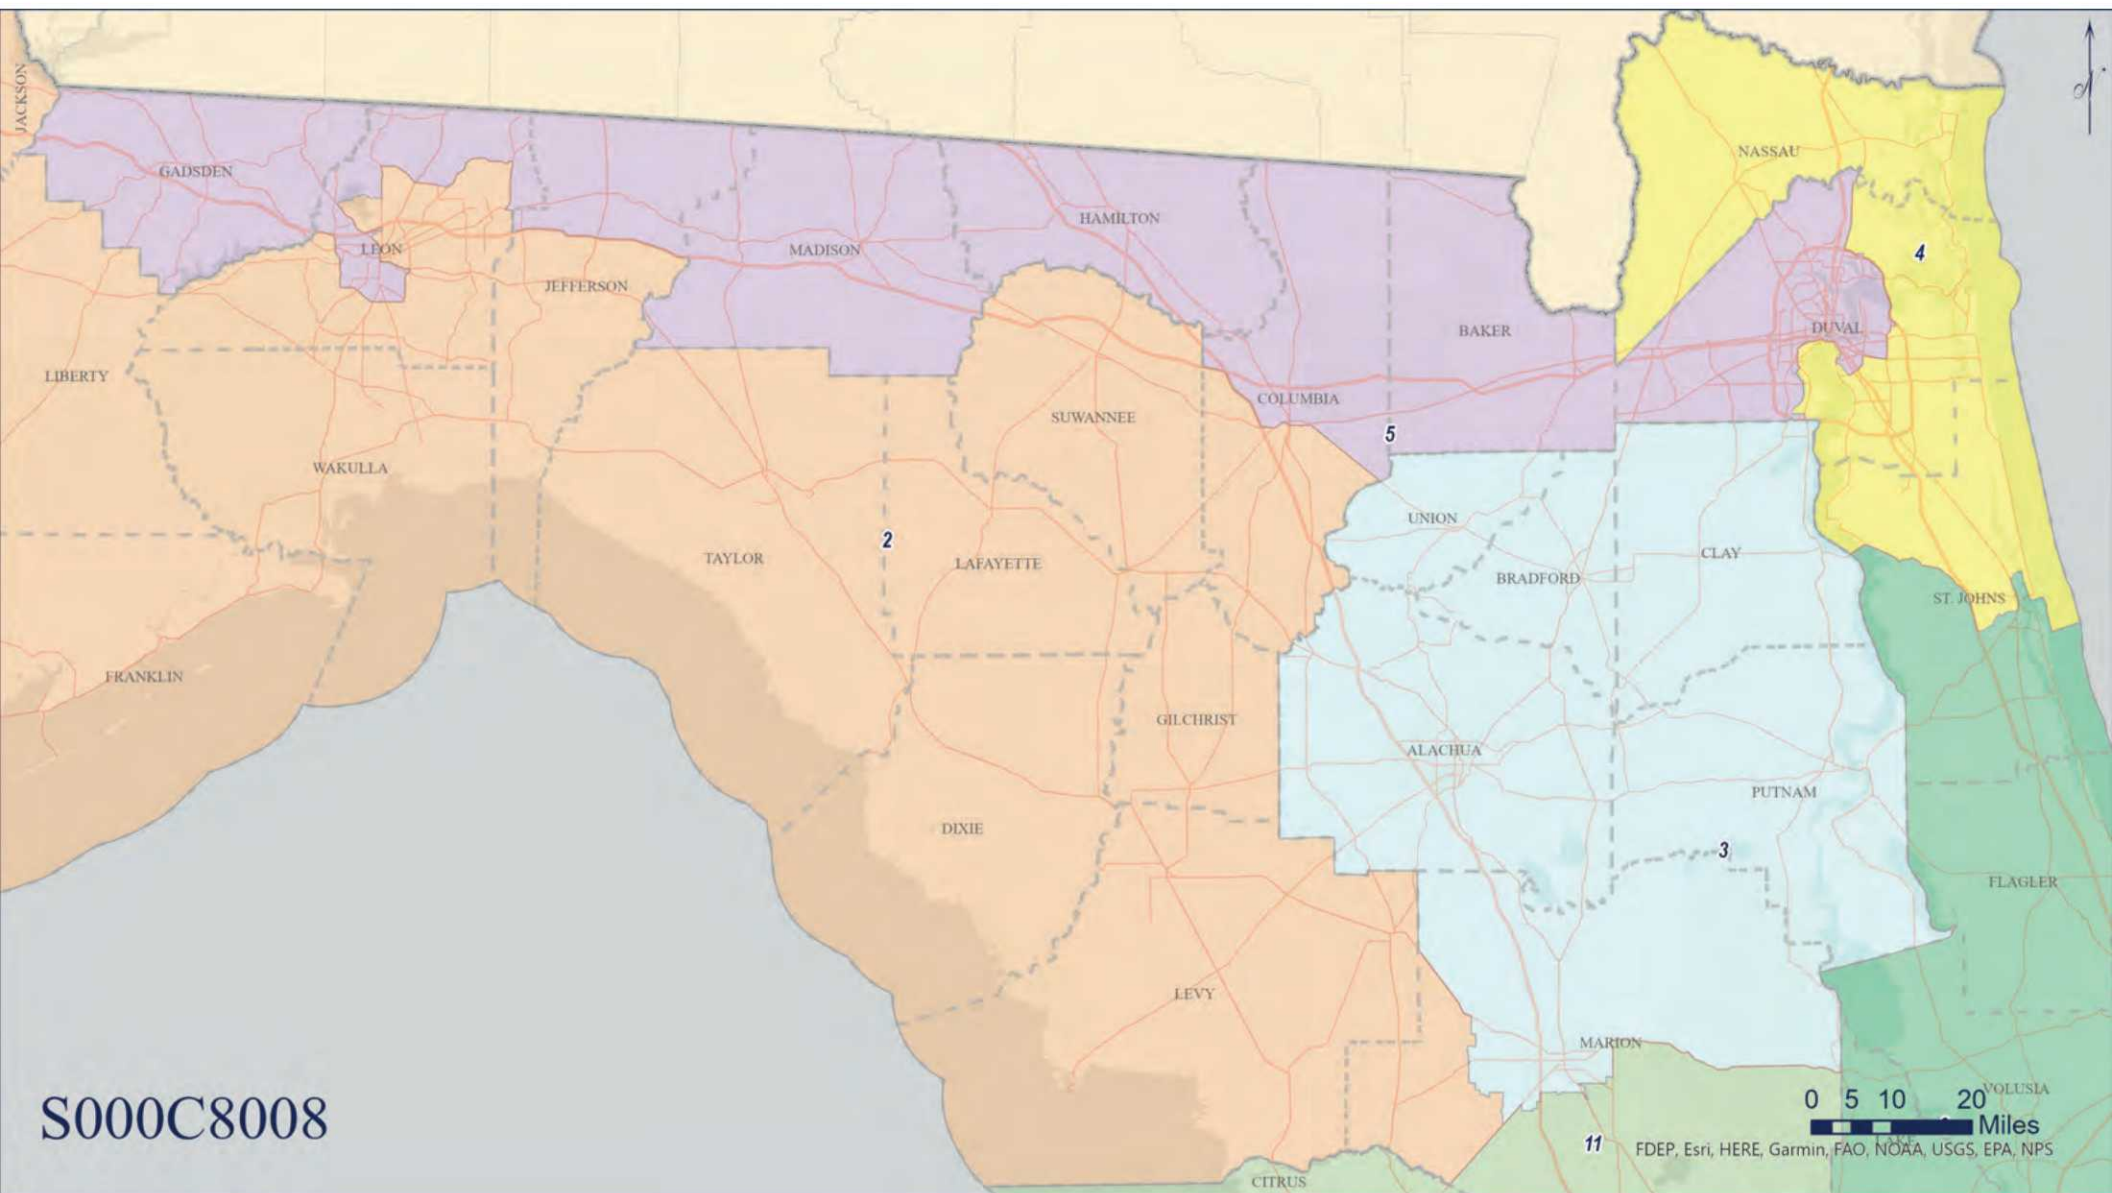 JACKSON
NASSAU
GADSDEN
HAMILTON
LEON
MADISON
4
JEFFERSON
BAKER
DUVAL
LIBERTY
COLUMBIA
SUWANNEE
5
WAKULLA
UNION
2
TAYLOR
LAFAYETTE
BRADFORD
CLAY
ST. JOHNS
FRANKLIN
GILCHRIST
ALACHUA
PUTNAM
DIXIE
3
FLAGLER
LEVY
MARION
VOLUSIA
0 5 10 20
Miles
S000C8008
LAKE
11
FDEP, Esri, HERE, Garmin, FAO, NOAA, USGS, EPA, NPS
CITRUS